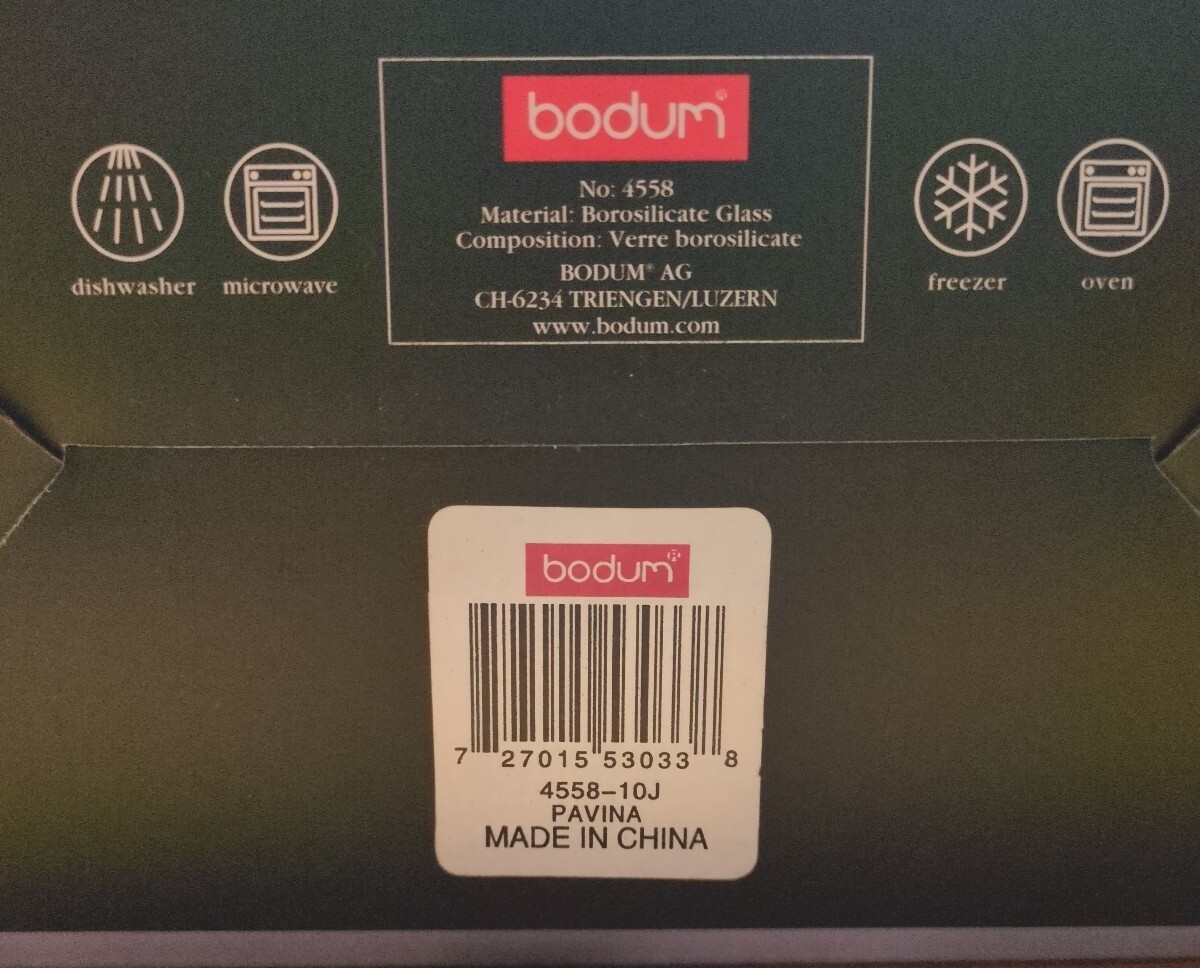 bodum®
No: 4558
Material: Borosilicate Glass
Composition: Verre borosilicate
BODUM® AG
CH-6234 TRIENGEN/LUZERN
www.bodum.com
dishwasher
microwave
freezer
oven
bodum®
7 27015 53033 8
4558-10J
PAVINA
MADE IN CHINA